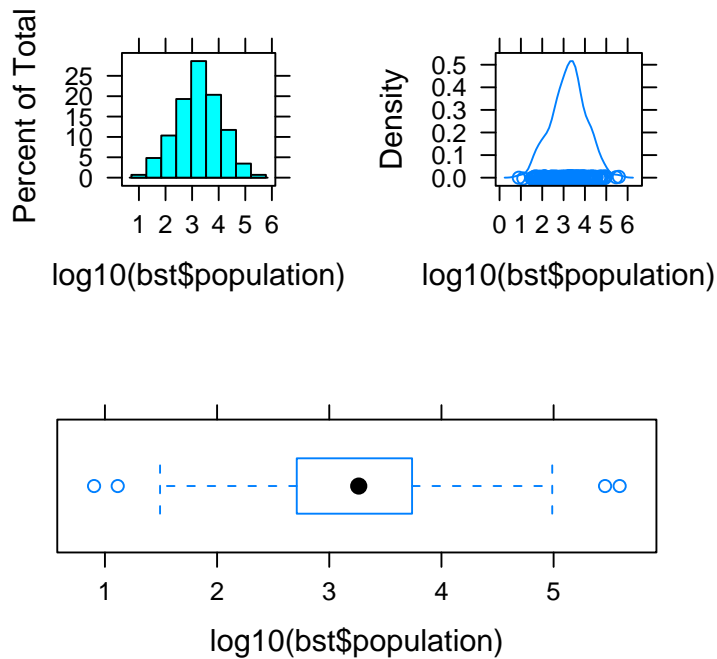 Percent of Total
25
20
15
10
5
0
1 2 3 4 5 6
log10(bst$population)
Density
0.5
0.4
0.3
0.2
0.1
0.0
0 1 2 3 4 5 6
log10(bst$population)
1 2 3 4 5
log10(bst$population)